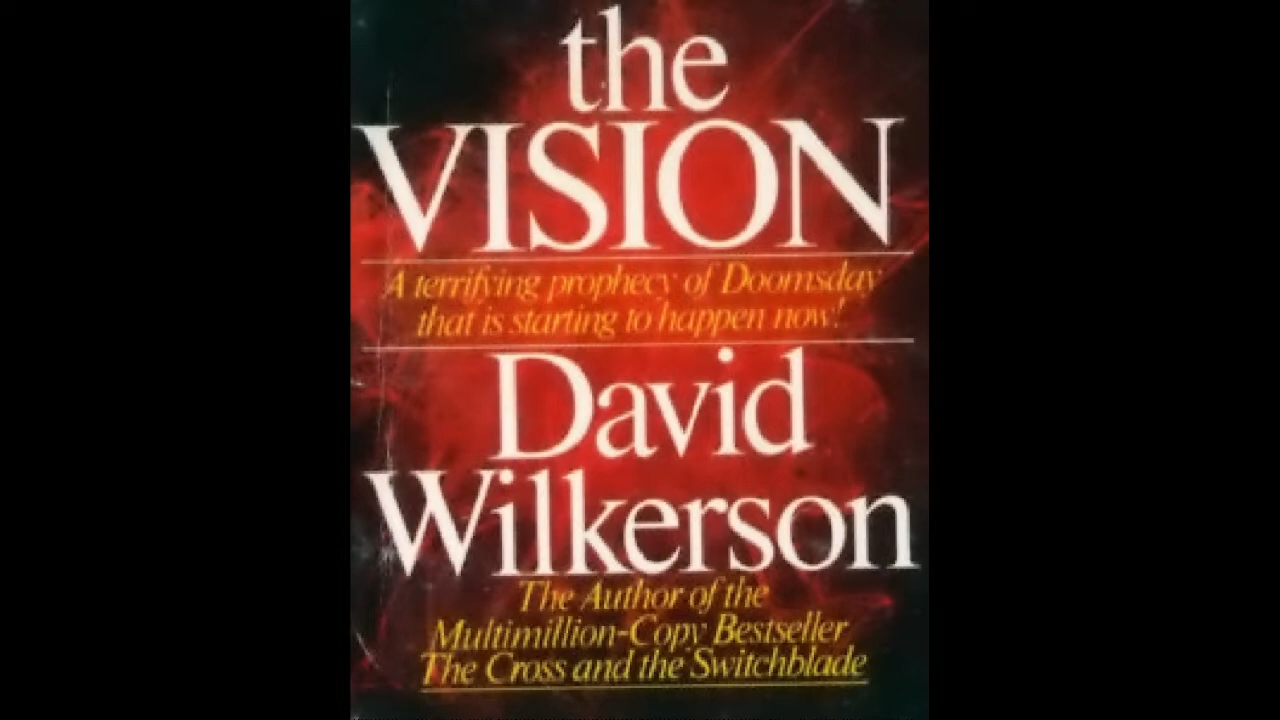 the
VISION
A terrifying prophecy of Doomsday
that is starting to happen now!
David
Wilkerson
The Author of the
Multimillion-Copy Bestseller
The Cross and the Switchblade